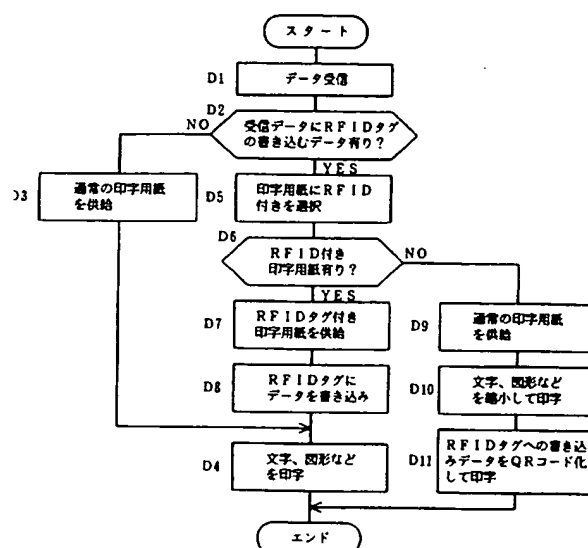 スタート
D1
データ受信
D2
受信データにRFIDタグ
の書き込むデータ有り？
NO
YES
D3
通常の印字用紙
を供給
D5
印字用紙にRFID
付きを選択
D6
RFID付き
印字用紙有り？
NO
YES
D7
RFIDタグ付き
印字用紙を供給
D9
通常の印字用紙
を供給
D8
RFIDタグに
データを書き込み
D10
文字、図形など
を縮小して印字
D4
文字、図形など
を印字
D11
RFIDタグへの書き込
みデータをQRコード化
して印字
エンド